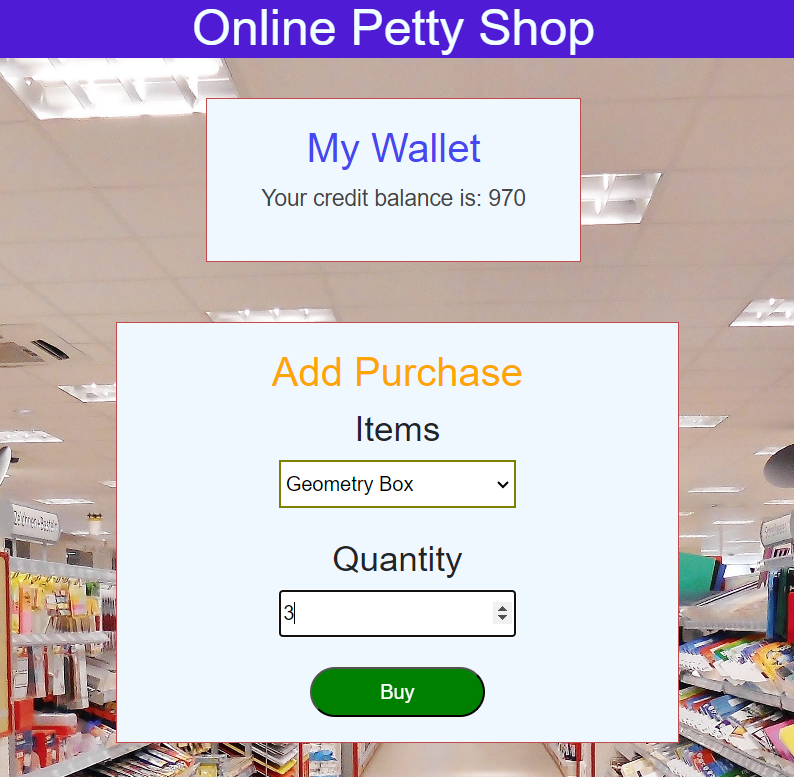 Online Petty Shop
My Wallet
Your credit balance is: 970
Add Purchase
Items
Geometry Box
Quantity
3
Buy